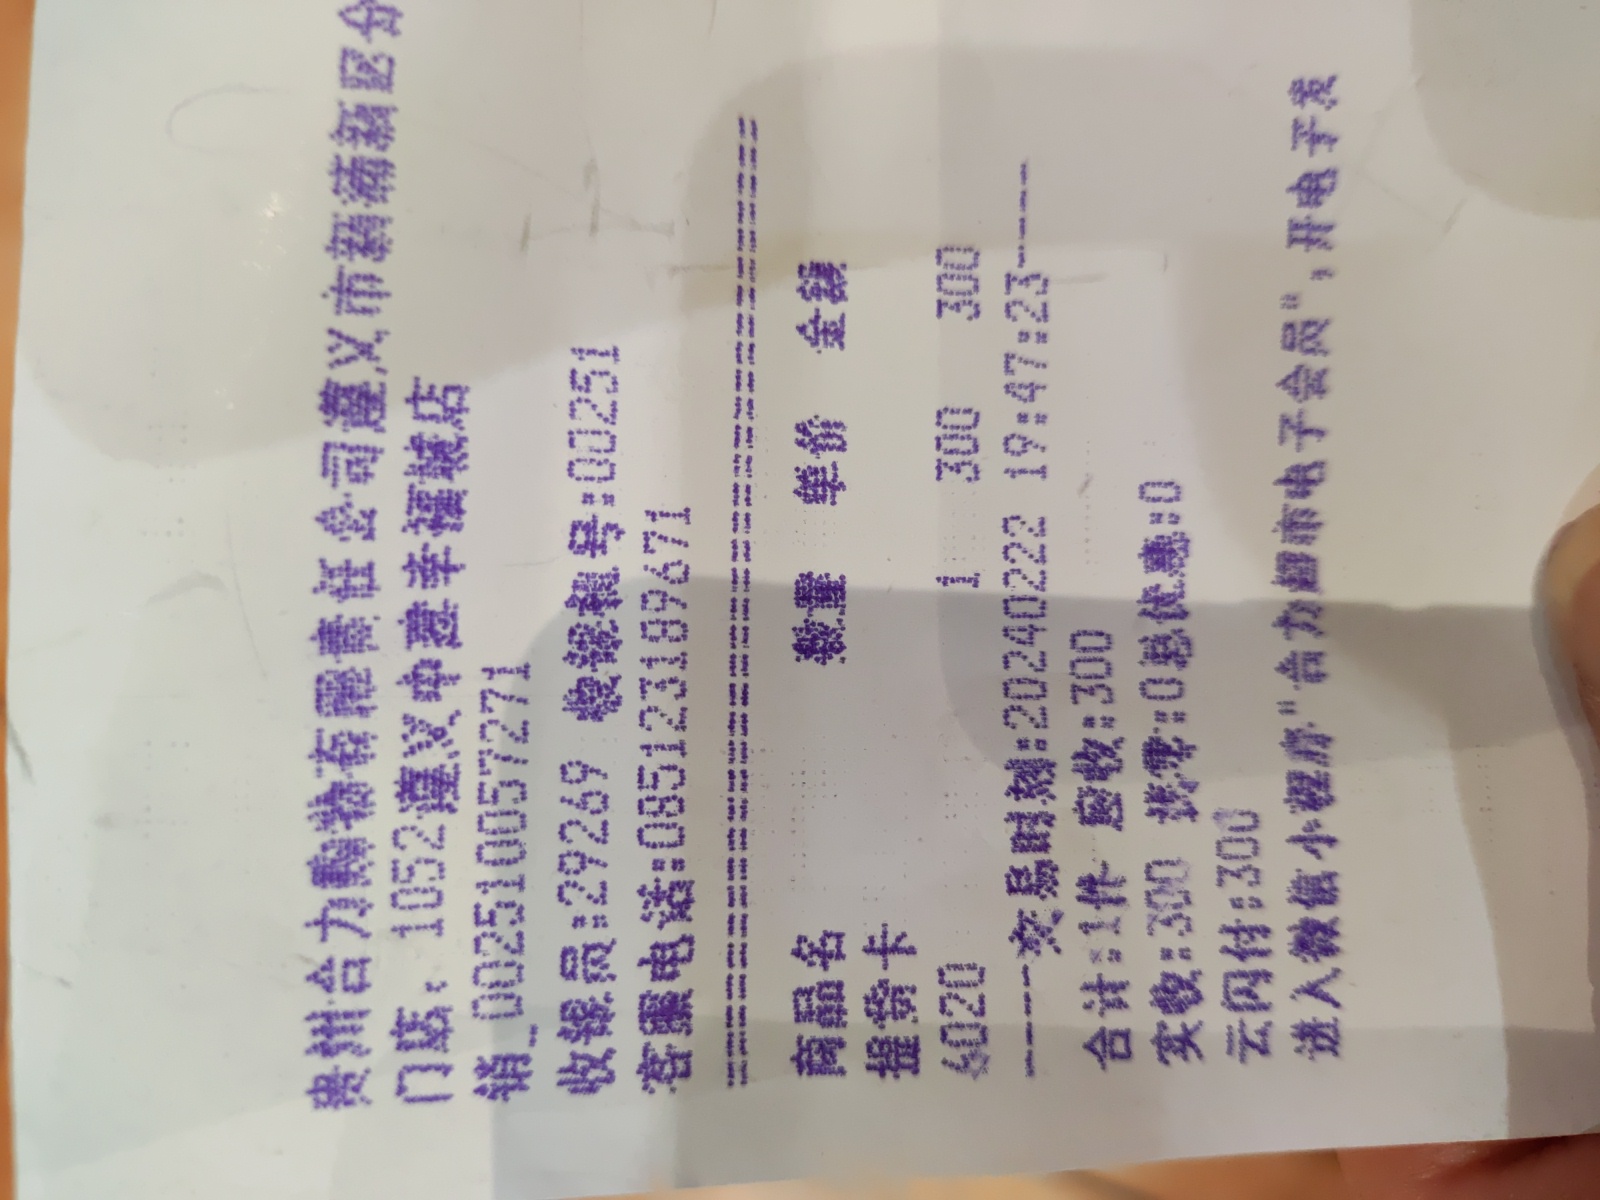 贵州合力购物有限责任公司遵义市新蒲新区分
门店: 1052遵义中壹幸福城店
销_00251005727​1
收银员:29269 收银机号:00251
客服电话:085123189671
==========================================
商品名 数量 单价 金额
提货卡
6020 1 300 300
-----交易时刻:20240222 19:47:23-----
合计:1件 应收:300
实收:300 找零:0总优惠:0
云闪付:300
进入微信小程序"合力超市电子会员",开电子发